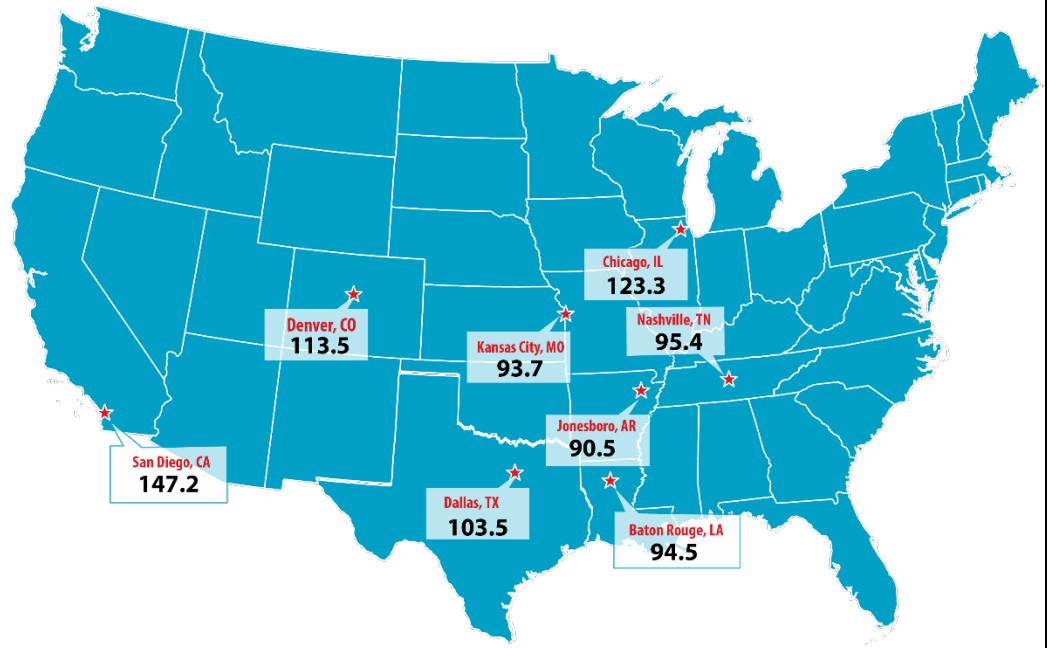 Chicago, IL
123.3
Denver, CO
113.5
Nashville, TN
95.4
Kansas City, MO
93.7
Jonesboro, AR
90.5
San Diego, CA
147.2
Dallas, TX
103.5
Baton Rouge, LA
94.5